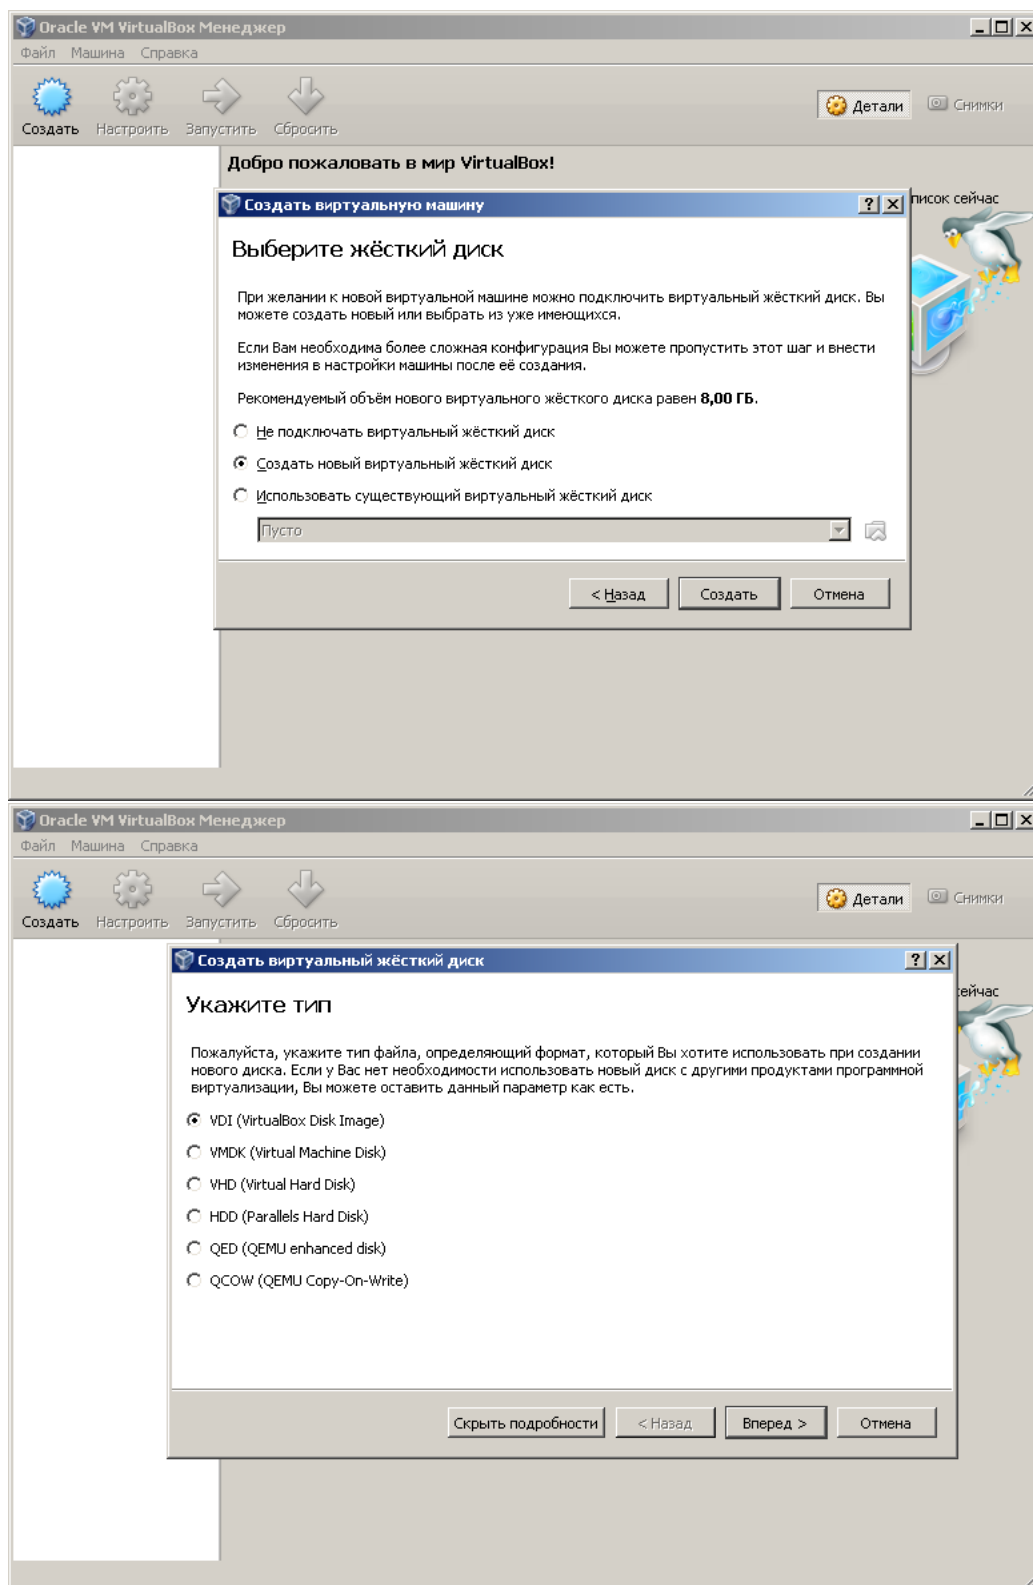 Oracle VM VirtualBox Менеджер
Файл Машина Справка
Создать Настроить Запустить Сбросить
Детали Снимки
Добро пожаловать в мир VirtualBox!
Создать виртуальную машину
сейчас
Выберите жёсткий диск
При желании к новой виртуальной машине можно подключить виртуальный жёсткий диск. Вы
можете создать новый или выбрать из уже имеющихся.
Если Вам необходима более сложная конфигурация Вы можете пропустить этот шаг и внести
изменения в настройки машины после её создания.
Рекомендуемый объём нового виртуального жёсткого диска равен 8,00 ГБ.
Не подключать виртуальный жёсткий диск
Создать новый виртуальный жёсткий диск
Использовать существующий виртуальный жёсткий диск
Пусто
< Назад Создать Отмена
Oracle VM VirtualBox Менеджер
Файл Машина Справка
Создать Настроить Запустить Сбросить
Детали Снимки
Создать виртуальный жёсткий диск
Укажите тип
Пожалуйста, укажите тип файла, определяющий формат, который Вы хотите использовать при создании
нового диска. Если у Вас нет необходимости использовать новый диск с другими продуктами программной
виртуализации, Вы можете оставить данный параметр как есть.
VDI (VirtualBox Disk Image)
VMDK (Virtual Machine Disk)
VHD (Virtual Hard Disk)
HDD (Parallels Hard Disk)
QED (QEMU enhanced disk)
QCOW (QEMU Copy-On-Write)
Скрыть подробности < Назад Вперед > Отмена